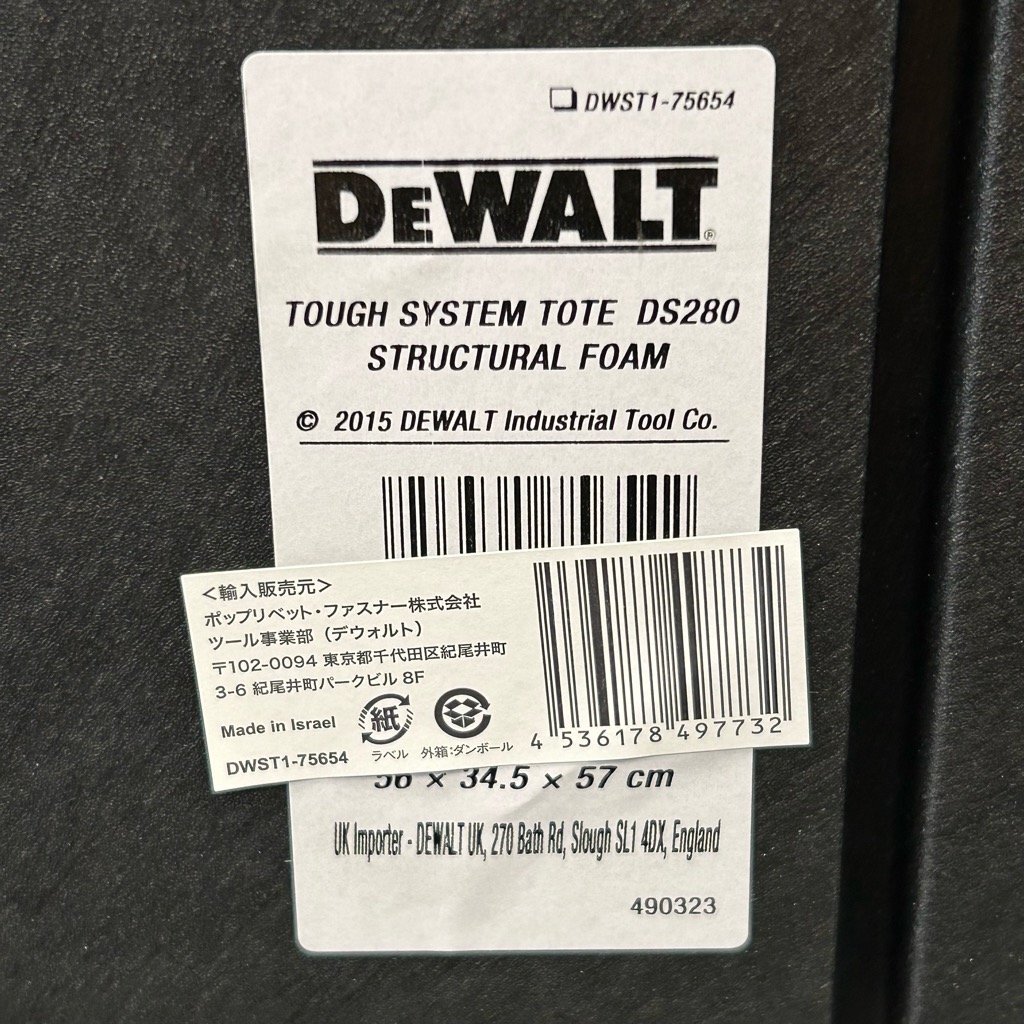 DWST1-75654
DEWALT®
TOUGH SYSTEM TOTE DS280
STRUCTURAL FOAM
© 2015 DEWALT Industrial Tool Co.
<輸入販売元>
ポップリベット・ファスナー株式会社
ツール事業部（デウォルト）
〒102-0094 東京都千代田区紀尾井町
3-6 紀尾井町パークビル 8F
Made in Israel
紙
ラベル
外箱:ダンボール
DWST1-75654
4 536178 497732
× 34.5 × 57 cm
UK Importer - DEWALT UK, 270 Bath Rd, Slough SL1 4DX, England
490323